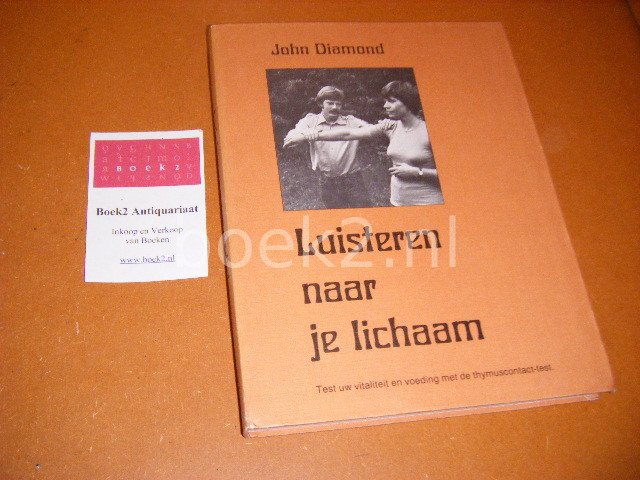 John Diamond
Luisteren
naar
je lichaam
Test uw vitaliteit en voeding met de thymuscontact-test.
Boek2
Boek2 Antiquariaat
Inkoop en Verkoop
van Boeken
www.boek2.nl
boek2.nl